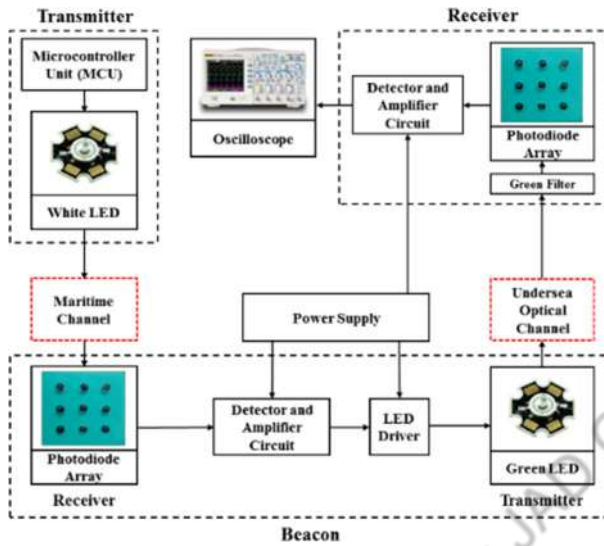 Transmitter
Microcontroller
Unit (MCU)
White LED
Oscilloscope
Receiver
Detector and
Amplifier
Circuit
Photodiode
Array
Green Filter
Maritime
Channel
Power Supply
Undersea
Optical
Channel
Photodiode
Array
Receiver
Detector and
Amplifier
Circuit
LED
Driver
Green LED
Transmitter
Beacon
JAD